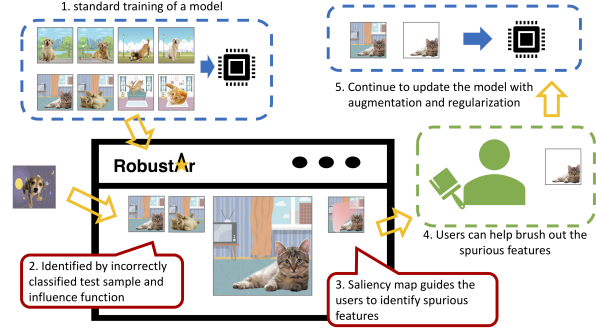 1. standard training of a model
5. Continue to update the model with
augmentation and regularization
RobustAr
2. Identified by incorrectly
classified test sample and
influence function
3. Saliency map guides the
users to identify spurious
features
4. Users can help brush out the
spurious features